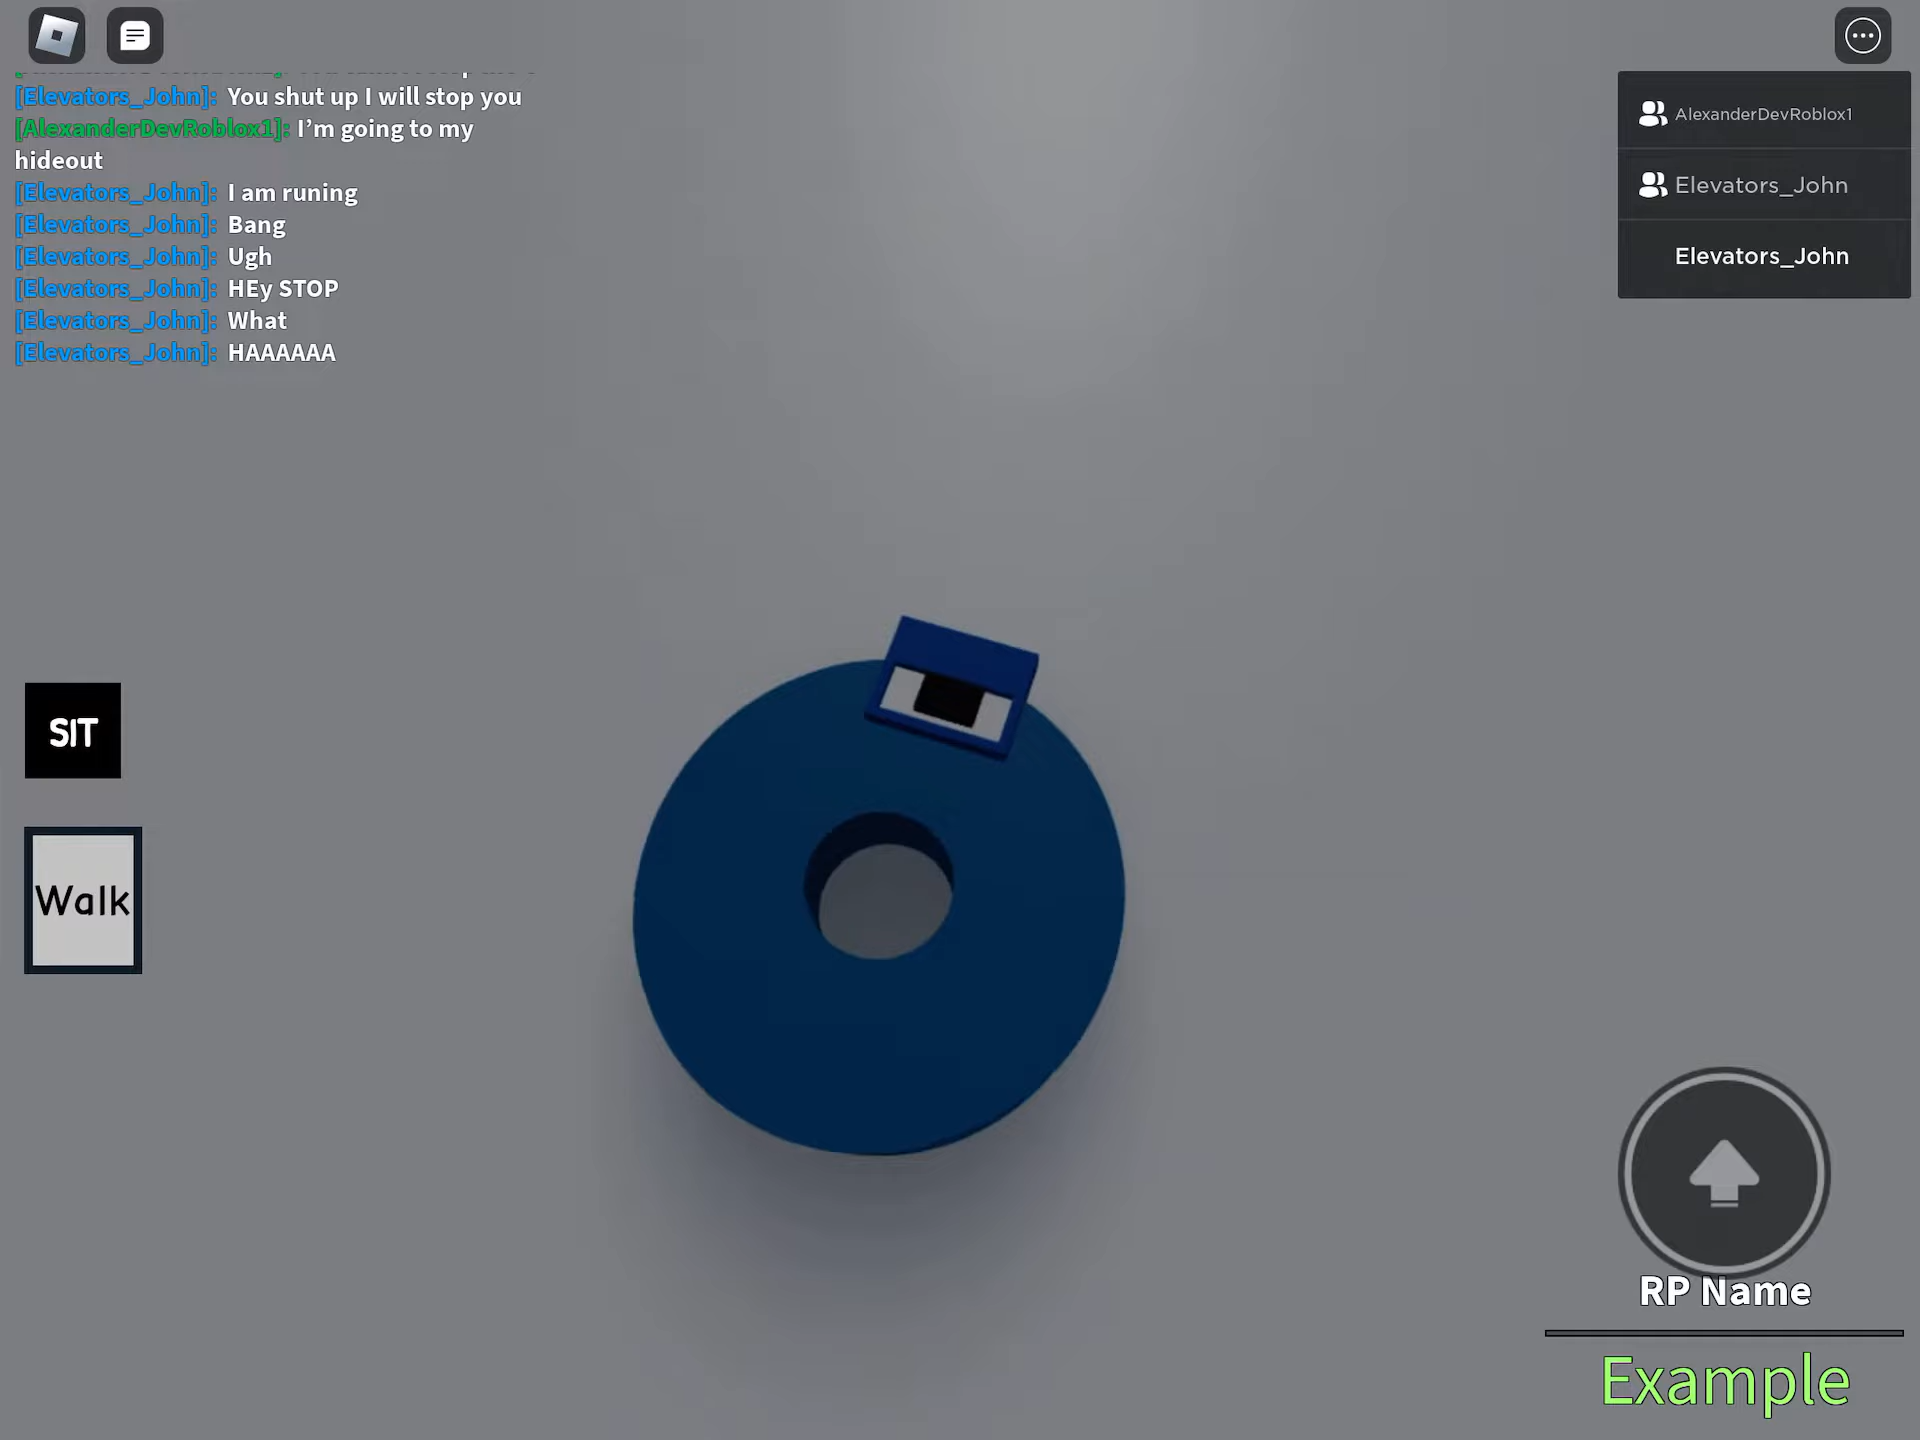 [Elevators_John]: You shut up I will stop you
[AlexanderDevRoblox1]: I'm going to my
hideout
[Elevators_John]: I am runing
[Elevators_John]: Bang
[Elevators_John]: Ugh
[Elevators_John]: HEy STOP
[Elevators_John]: What
[Elevators_John]: HAAAAAA
AlexanderDevRoblox1
Elevators_John
Elevators_John
SIT
Walk
RP Name
Example